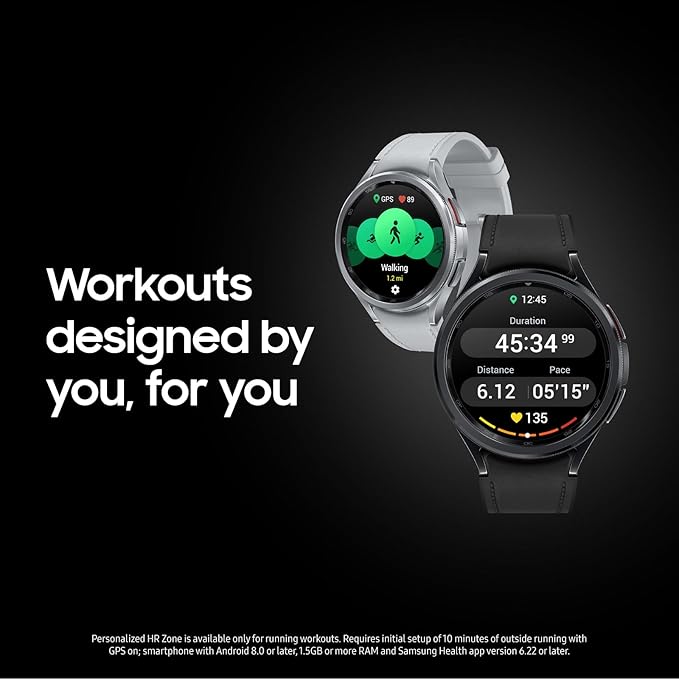 Workouts
designed by
you, for you
GPS 89
Walking
1.2 mi
12:45
Duration
45:34 99
Distance Pace
6.12 05'15"
135
Personalized HR Zone is available only for running workouts. Requires initial setup of 10 minutes of outside running with
GPS on; smartphone with Android 8.0 or later, 1.5GB or more RAM and Samsung Health app version 6.22 or later.